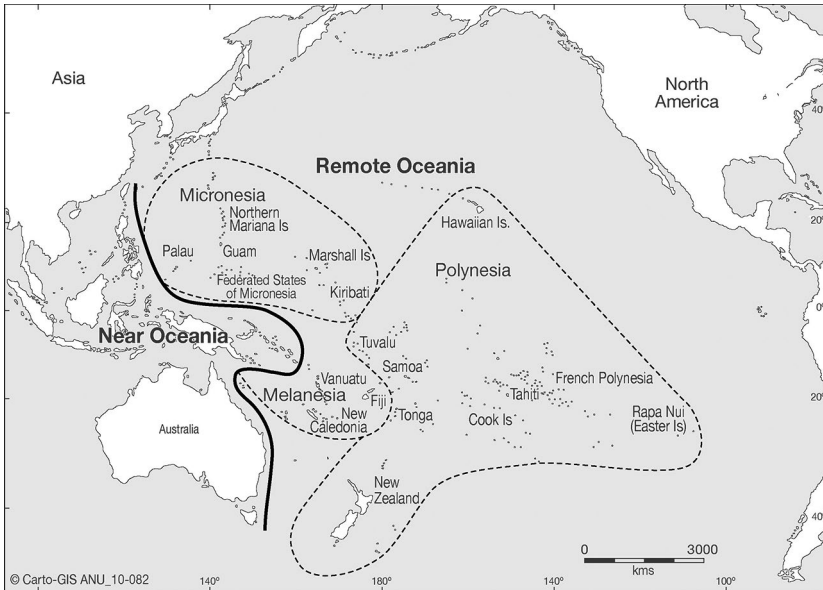 Asia
North
America
40°
Remote Oceania
Micronesia
Northern
Mariana Is
Hawaiian Is.
20°
Palau
Guam
Marshall Is
Polynesia
Federated States
of Micronesia
Kiribati
0°
Near Oceania
Tuvalu
Samoa
Vanuatu
French Polynesia
Melanesia
Fiji
Tahiti
New
Caledonia
Tonga
Cook Is
Rapa Nui
(Easter Is)
20°
Australia
New
Zealand
40°
0
3000
kms
© Carto-GIS ANU_10-082
140°
180°
140°
100°